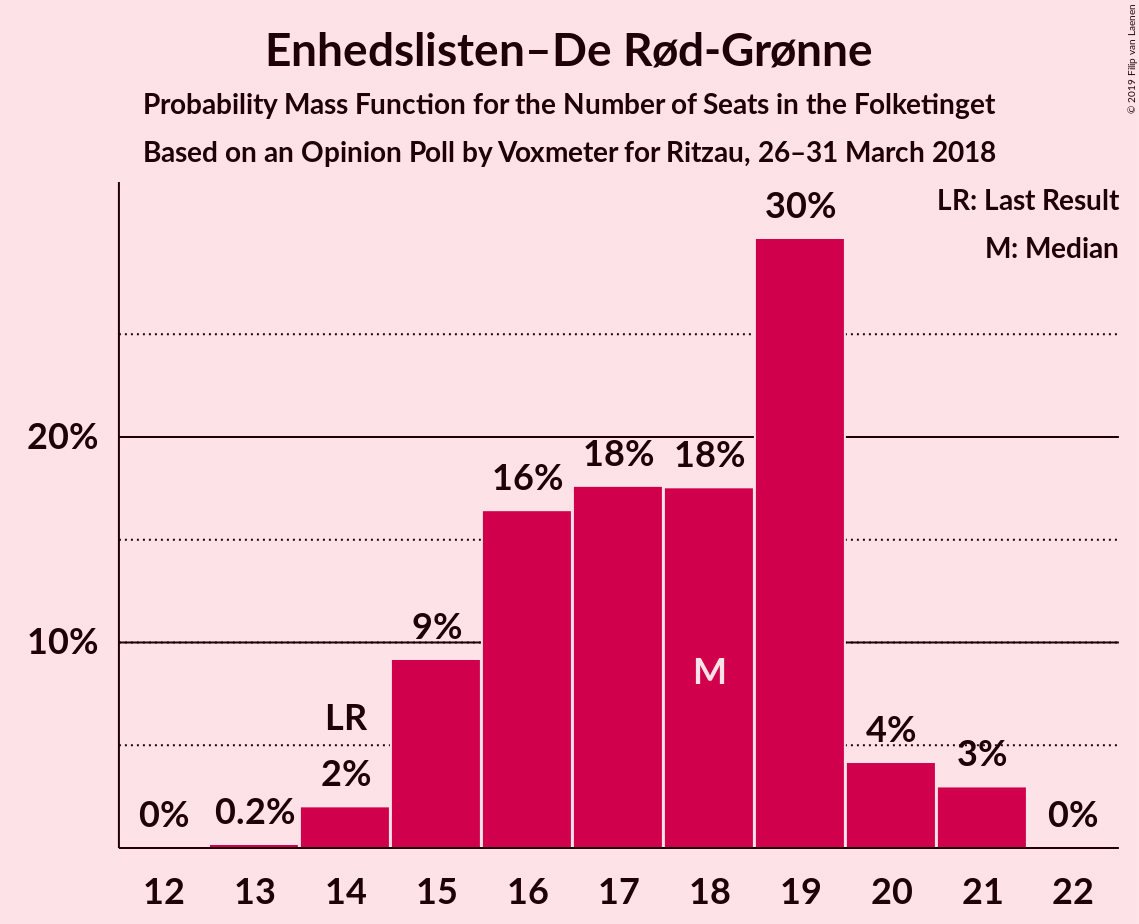 Enhedslisten–De Rød-Grønne
Probability Mass Function for the Number of Seats in the Folketinget
Based on an Opinion Poll by Voxmeter for Ritzau, 26–31 March 2018
© 2019 Filip van Laenen
LR: Last Result
M: Median
30%
20%
18%
18%
16%
10%
9%
M
LR
4%
3%
2%
0%
0.2%
0%
12 13 14 15 16 17 18 19 20 21 22